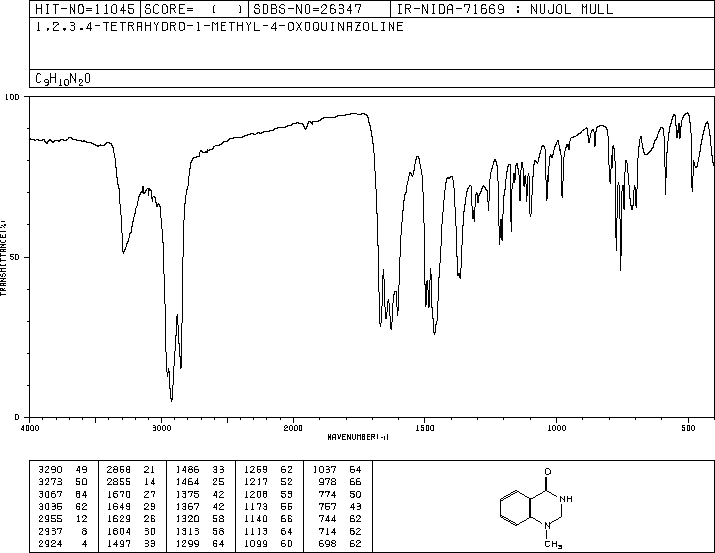 HIT-NO=11045 SCORE= ( ) SDBS-NO=26347 IR-NIDA-71669 : NUJOL MULL
1,2,3,4-TETRAHYDRO-1-METHYL-4-OXOQUINAZOLINE
C9H10N2O
100
50
0
TRANSMITTANCE(%)
4000 3000 2000 1500 1000 500
WAVENUMBER(-1)
3290 49 2868 21 1486 33 1259 62 1037 64
3273 50 2855 14 1464 25 1217 52 978 66
3067 64 1670 27 1375 42 1208 53 774 50
3035 62 1649 29 1367 42 1173 55 757 43
2955 12 1629 26 1320 58 1140 66 744 62
2937 8 1604 30 1313 58 1113 64 714 62
2924 4 1497 33 1299 64 1099 60 698 62
O
NH
N
CH3